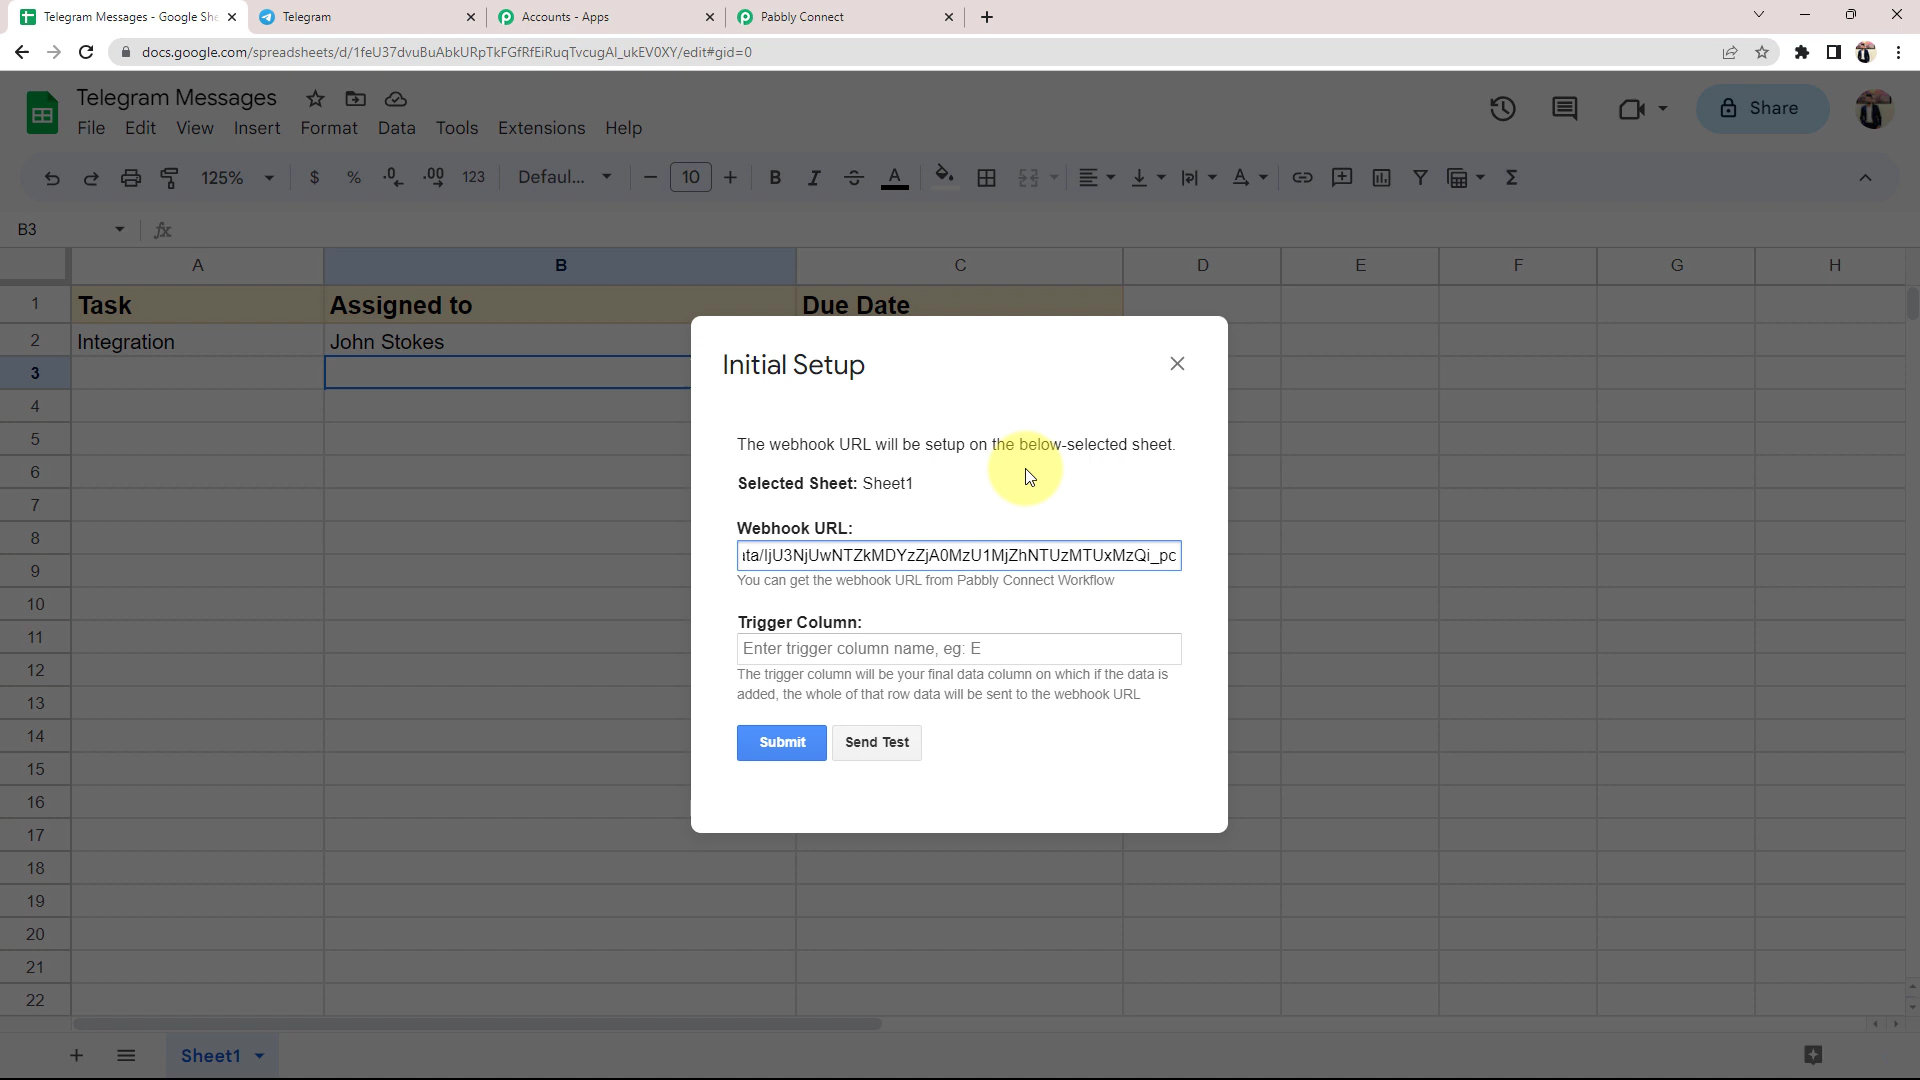 Telegram Messages - Google She
Telegram
Accounts - Apps
Pabbly Connect
docs.google.com/spreadsheets/d/1feU37dvuBuAbkURpTkFGfRfEiRuqTvcugAI_ukEV0XY/edit#gid=0
Telegram Messages
File Edit View Insert Format Data Tools Extensions Help
Share
125% $ % .0 .00 123 Defaul... 10 B I A Σ
B3 fx
A B C D E F G H
1 Task Assigned to Due Date
2 Integration John Stokes
3
4
5
6
7
8
9
10
11
12
13
14
15
16
17
18
19
20
21
22
Initial Setup
The webhook URL will be setup on the below-selected sheet.
Selected Sheet: Sheet1
Webhook URL:
ıta/IjU3NjUwNTZkMDYzZjA0MzU1MjZhNTUzMTUxMzQi_pc
You can get the webhook URL from Pabbly Connect Workflow
Trigger Column:
Enter trigger column name, eg: E
The trigger column will be your final data column on which if the data is
added, the whole of that row data will be sent to the webhook URL
Submit Send Test
Sheet1